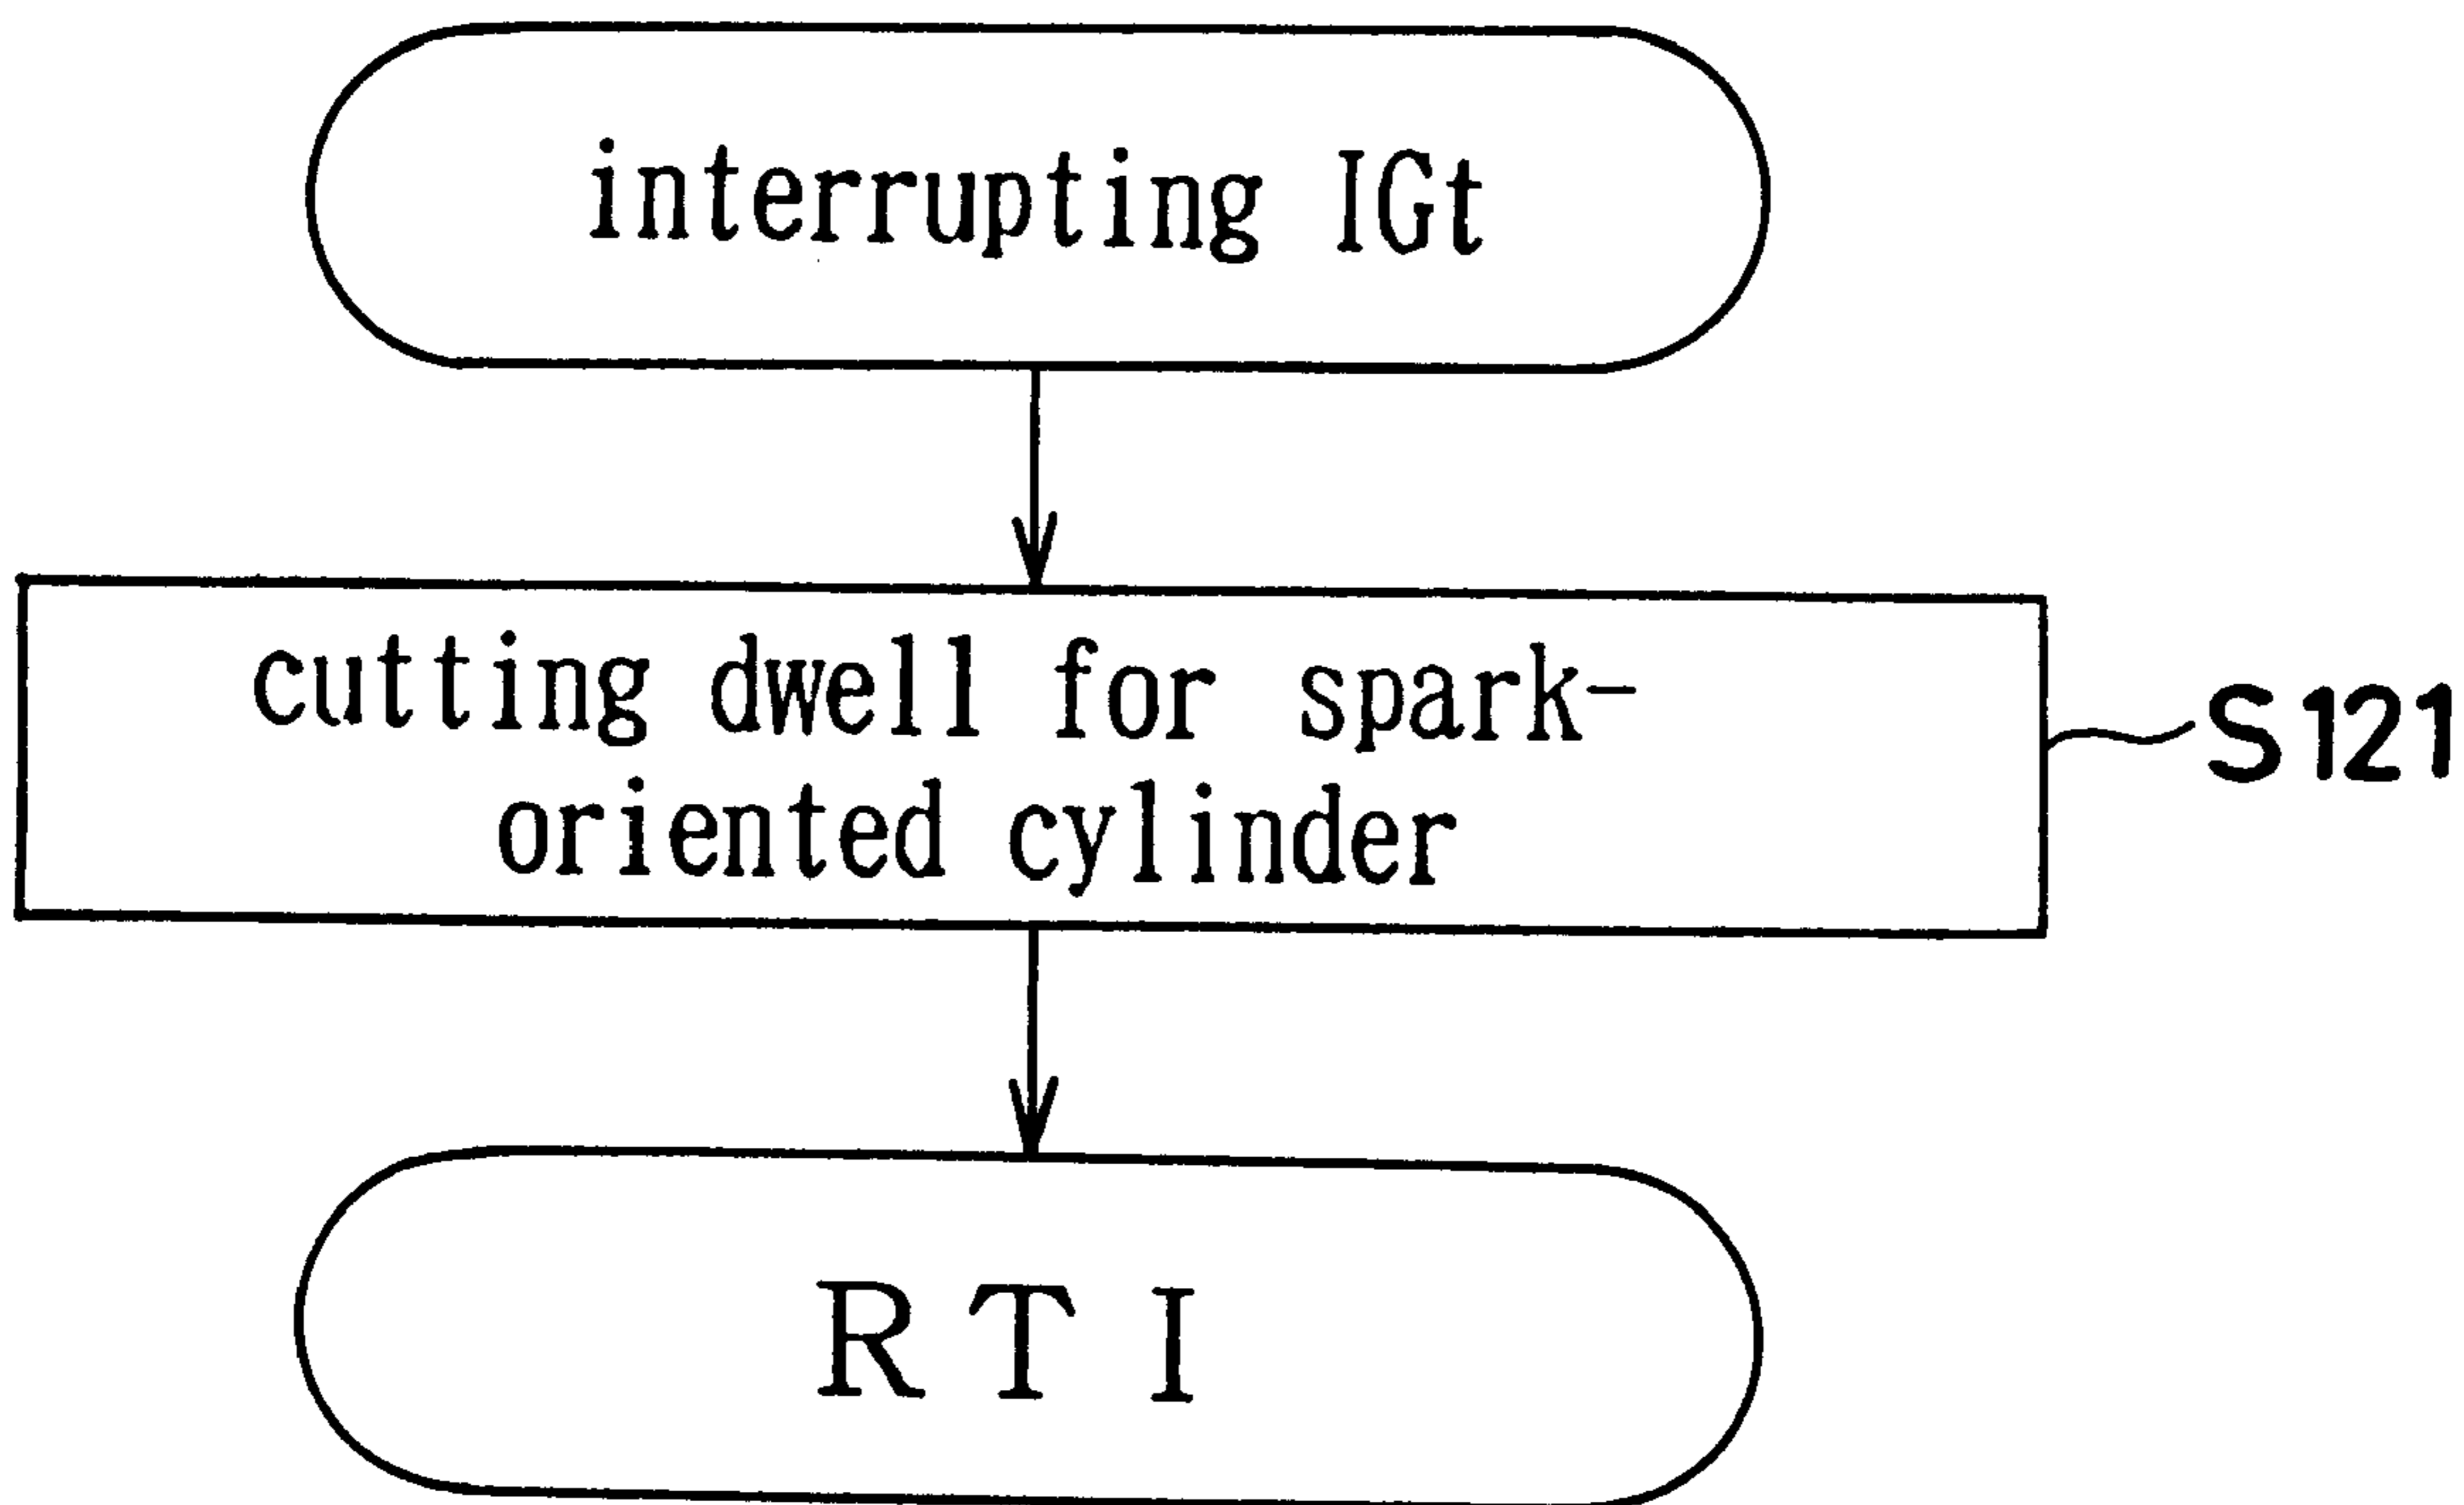 interrupting IGt
cutting dwell for spark-
oriented cylinder
S121
RTI